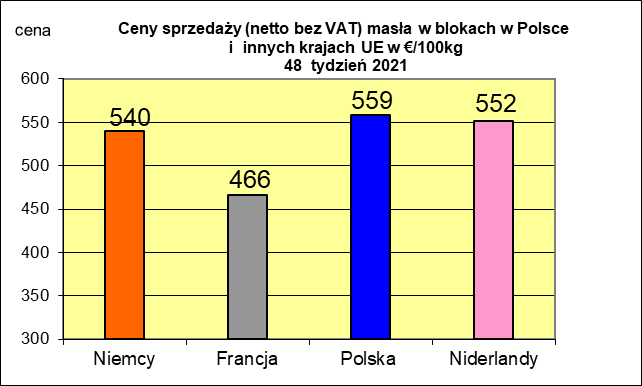 cena
Ceny sprzedaży (netto bez VAT) masła w blokach w Polsce
i innych krajach UE w €/100kg
48 tydzień 2021
600
550
500
450
400
350
300
540
466
559
552
Niemcy
Francja
Polska
Niderlandy